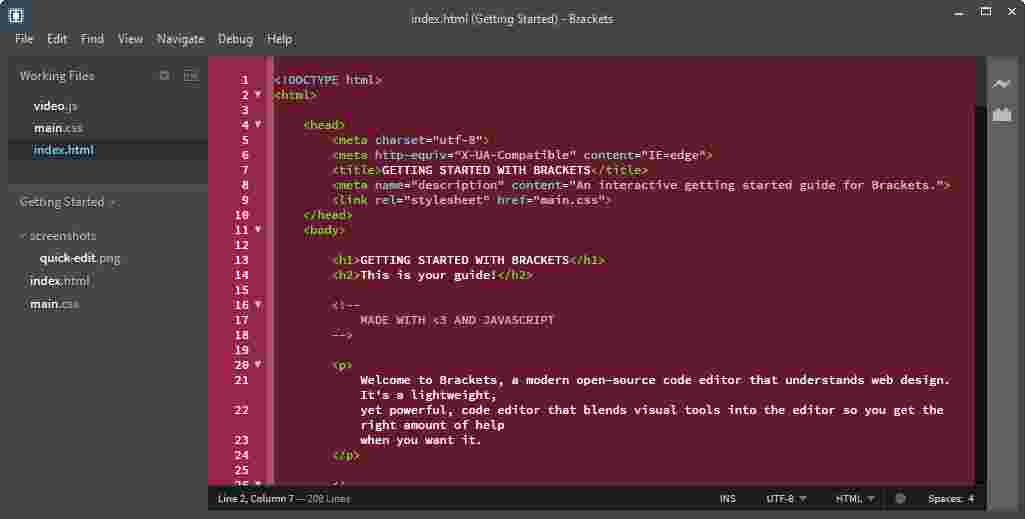 index.html (Getting Started) - Brackets
File Edit Find View Navigate Debug Help
Working Files
video.js
main.css
index.html
Getting Started
screenshots
quick-edit.png
index.html
main.css
1 <!DOCTYPE html>
2 <html>
3
4 <head>
5 <meta charset="utf-8">
6 <meta http-equiv="X-UA-Compatible" content="IE=edge">
7 <title>GETTING STARTED WITH BRACKETS</title>
8 <meta name="description" content="An interactive getting started guide for Brackets.">
9 <link rel="stylesheet" href="main.css">
10 </head>
11 <body>
12
13 <h1>GETTING STARTED WITH BRACKETS</h1>
14 <h2>This is your guide!</h2>
15
16 <!--
17 MADE WITH <3 AND JAVASCRIPT
18 -->
19
20 <p>
21 Welcome to Brackets, a modern open-source code editor that understands web design.
It's a lightweight,
22 yet powerful, code editor that blends visual tools into the editor so you get the
right amount of help
23 when you want it.
24 </p>
25
Line 2, Column 7 — 208 Lines INS UTF-8 HTML Spaces: 4